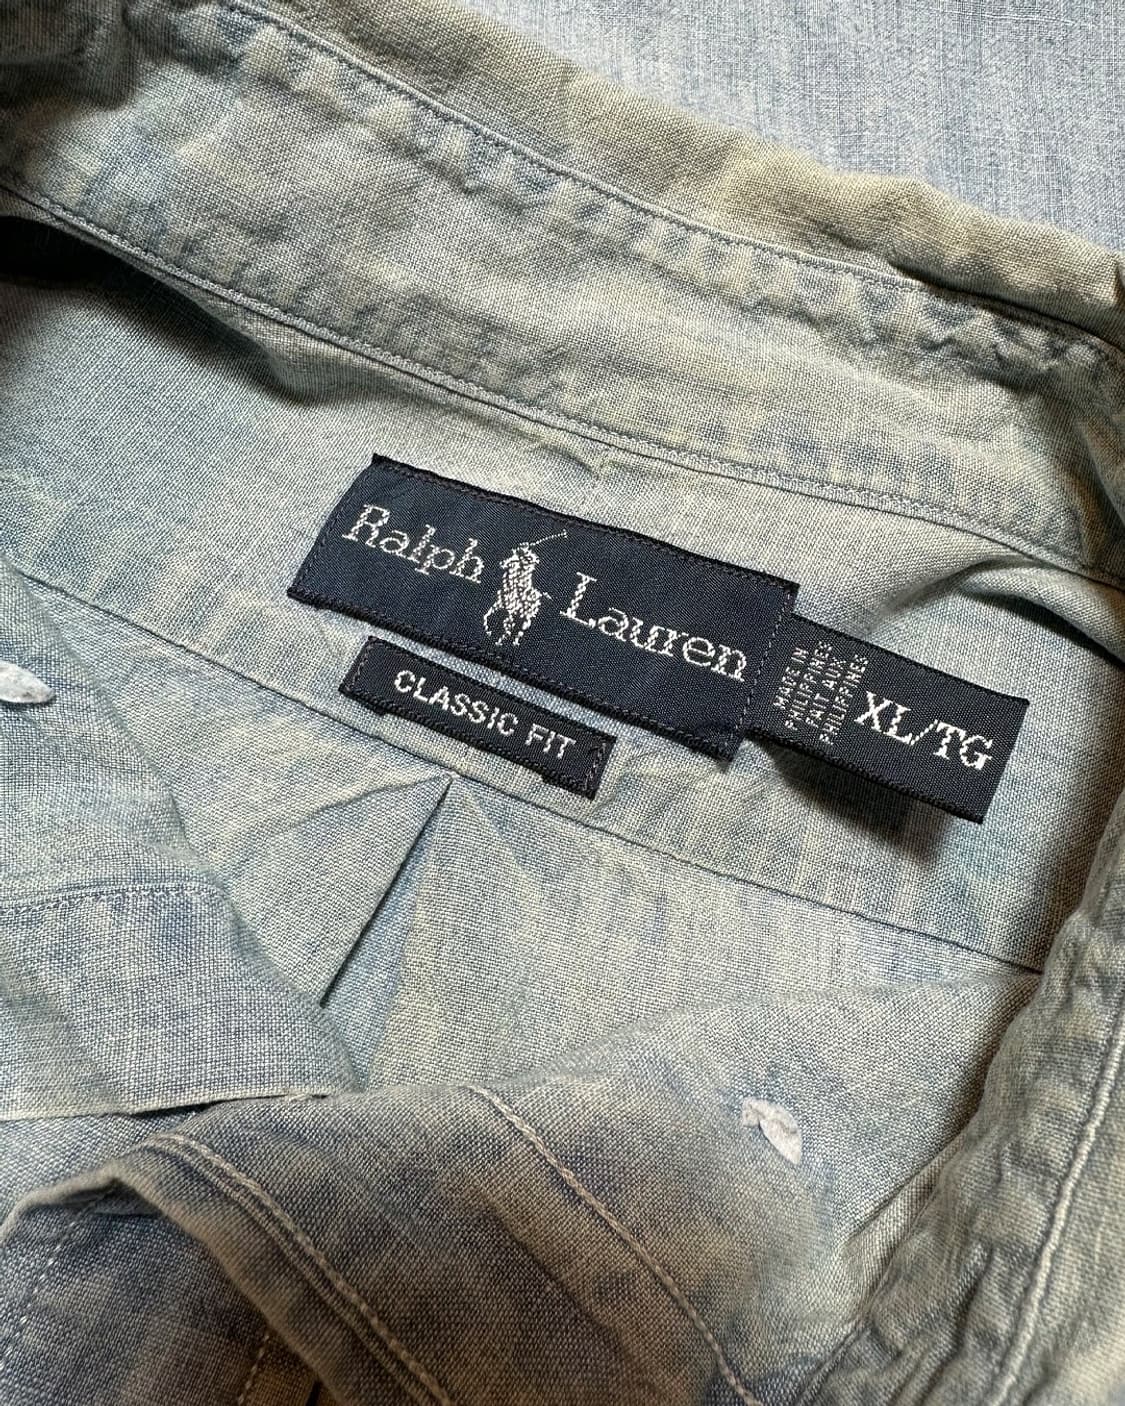 Ralph Lauren
CLASSIC FIT
MADE IN
PHILIPPINES
FAIT AUX
PHILIPPINES
XL/TG